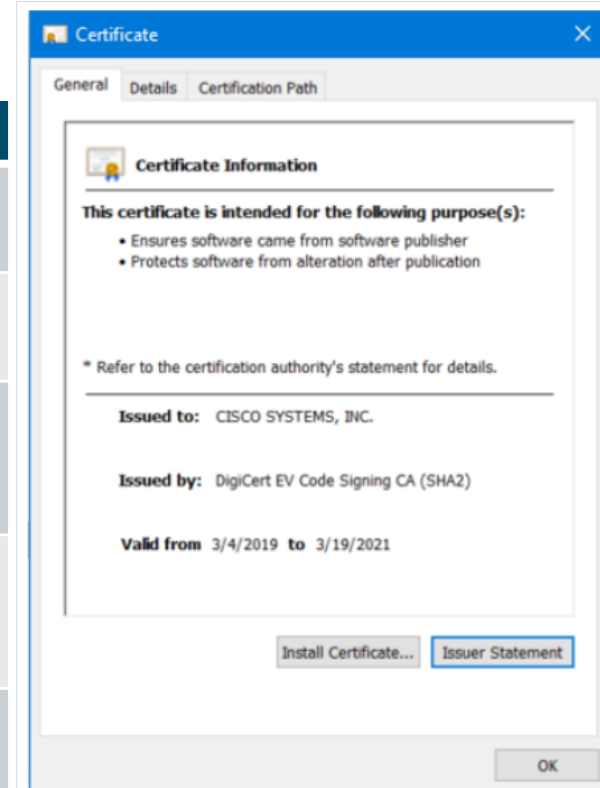 Certificate
General Details Certification Path
Certificate Information
This certificate is intended for the following purpose(s):
• Ensures software came from software publisher
• Protects software from alteration after publication
* Refer to the certification authority's statement for details.
Issued to: CISCO SYSTEMS, INC.
Issued by: DigiCert EV Code Signing CA (SHA2)
Valid from 3/4/2019 to 3/19/2021
Install Certificate... Issuer Statement
OK